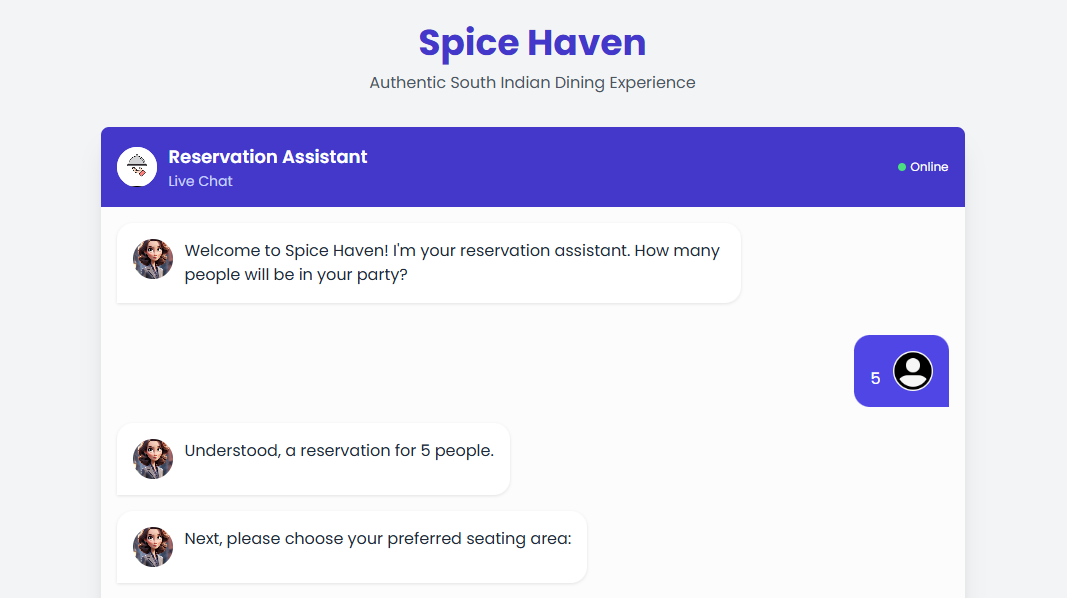 Spice Haven
Authentic South Indian Dining Experience
Reservation Assistant
Live Chat
Online
Welcome to Spice Haven! I'm your reservation assistant. How many
people will be in your party?
5
Understood, a reservation for 5 people.
Next, please choose your preferred seating area: